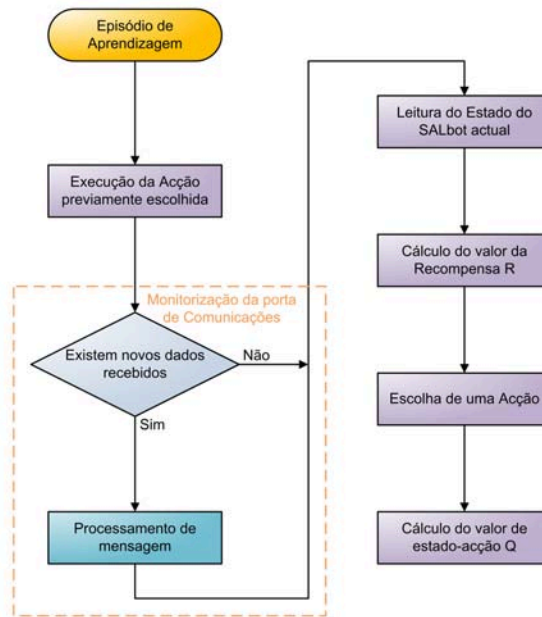 Episódio de
Aprendizagem
Execução da Acção
previamente escolhida
Monitorização da porta
de Comunicações
Existem novos dados
recebidos
Não
Sim
Processamento de
mensagem
Leitura do Estado do
SALbot actual
Cálculo do valor da
Recompensa R
Escolha de uma Acção
Cálculo do valor de
estado-acção Q